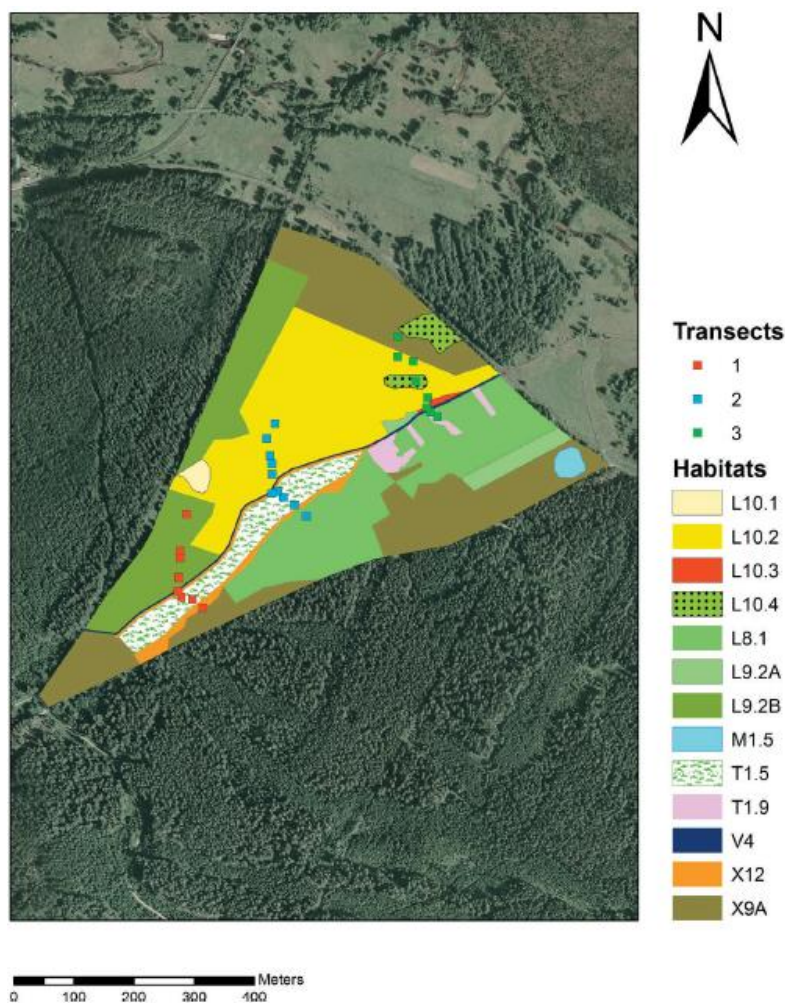 N
Transects
1
2
3
Habitats
L10.1
L10.2
L10.3
L10.4
L8.1
L9.2A
L9.2B
M1.5
T1.5
T1.9
V4
X12
X9A
Meters
0 100 200 300 400